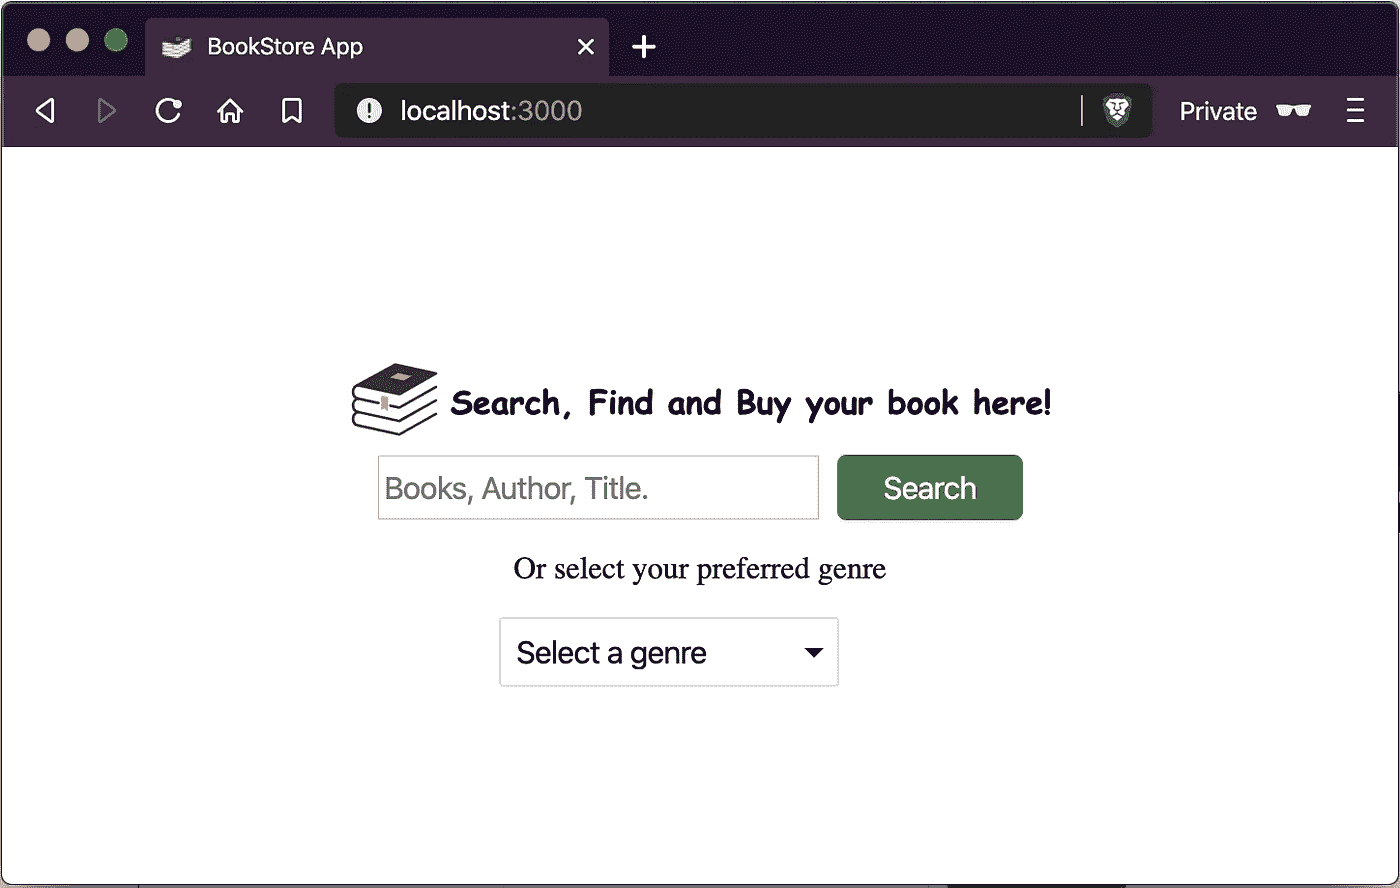 BookStore App
localhost:3000
Private
Search, Find and Buy your book here!
Books, Author, Title.
Search
Or select your preferred genre
Select a genre